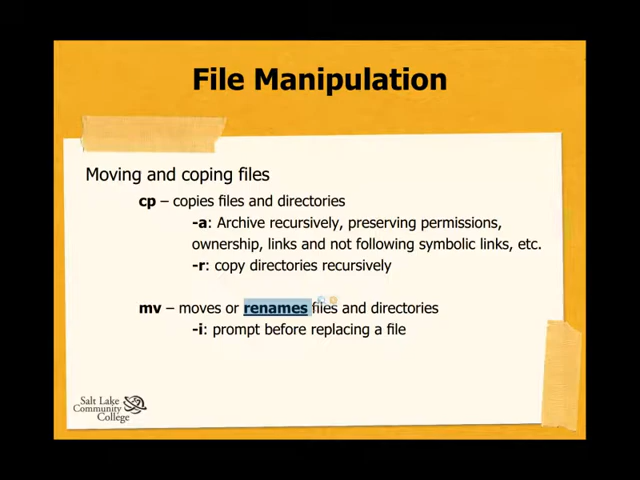 File Manipulation
Moving and coping files
cp – copies files and directories
-a: Archive recursively, preserving permissions,
ownership, links and not following symbolic links, etc.
-r: copy directories recursively
mv – moves or renames files and directories
-i: prompt before replacing a file
Salt Lake
Community
College